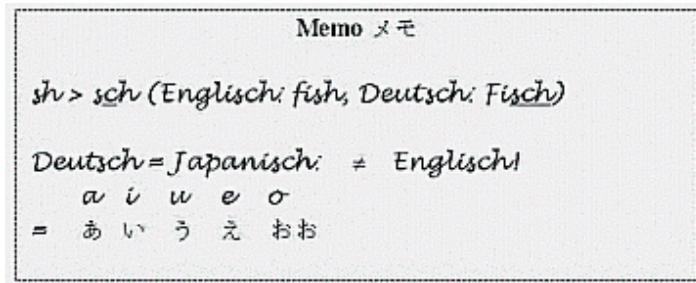 Memo メモ
sh > sch (Englisch: fish, Deutsch: Fisch)
Deutsch = Japanisch: ≠ Englisch!
a i u e o
= あ い う え おお